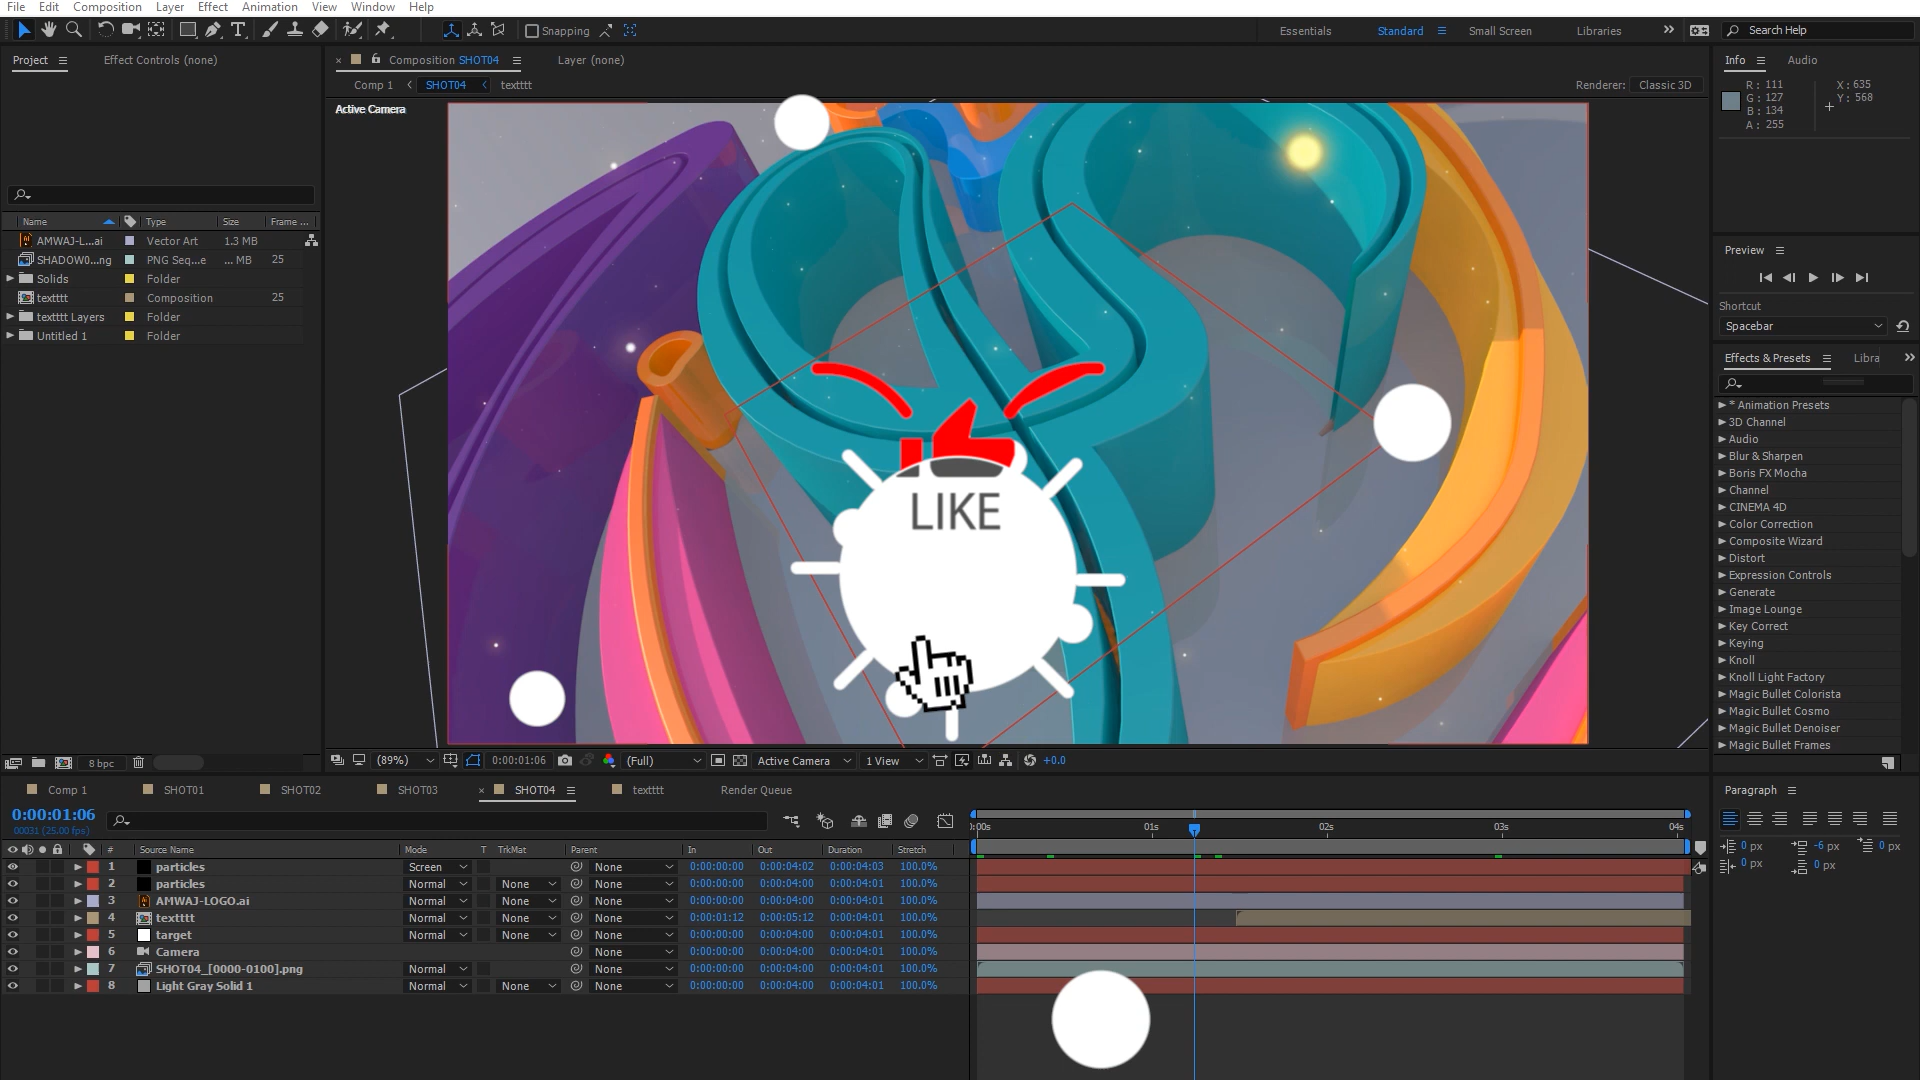 File Edit Composition Layer Effect Animation View Window Help
Snapping
Essentials Standard Small Screen Libraries Search Help
Project Effect Controls (none)
Composition SHOT04 Layer (none)
Comp 1 SHOT04 textttt
Renderer: Classic 3D
Active Camera
Info Audio
R: 111 X: 635
G: 127 Y: 568
B: 134
A: 255
Name Type Size Frame ...
AMWAJ-L...ai Vector Art 1.3 MB
SHADOW0...ng PNG Seq...e ... MB 25
Solids Folder
textttt Composition 25
textttt Layers Folder
Untitled 1 Folder
Preview
Shortcut
Spacebar
Effects & Presets Libra
* Animation Presets
3D Channel
Audio
Blur & Sharpen
Boris FX Mocha
Channel
CINEMA 4D
Color Correction
Composite Wizard
Distort
Expression Controls
Generate
Image Lounge
Key Correct
Keying
Knoll
Knoll Light Factory
Magic Bullet Colorista
Magic Bullet Cosmo
Magic Bullet Denoiser
Magic Bullet Frames
LIKE
8 bpc
(89%) 0:00:01:06 (Full) Active Camera 1 View +0.0
Comp 1 SHOT01 SHOT02 SHOT03 SHOT04 textttt Render Queue
0:00:01:06
00031 (25.00 fps)
):00s 01s 02s 03s 04s
# Source Name Mode T TrkMat Parent In Out Duration Stretch
1 particles Screen None 0:00:00:00 0:00:04:02 0:00:04:03 100.0%
2 particles Normal None None 0:00:00:00 0:00:04:00 0:00:04:01 100.0%
3 AMWAJ-LOGO.ai Normal None None 0:00:00:00 0:00:04:00 0:00:04:01 100.0%
4 textttt Normal None None 0:00:01:12 0:00:05:12 0:00:04:01 100.0%
5 target Normal None None 0:00:00:00 0:00:04:00 0:00:04:01 100.0%
6 Camera None 0:00:00:00 0:00:04:00 0:00:04:01 100.0%
7 SHOT04_[0000-0100].png Normal None 0:00:00:00 0:00:04:00 0:00:04:01 100.0%
8 Light Gray Solid 1 Normal None None 0:00:00:00 0:00:04:00 0:00:04:01 100.0%
Paragraph
0 px -6 px 0 px
0 px 0 px